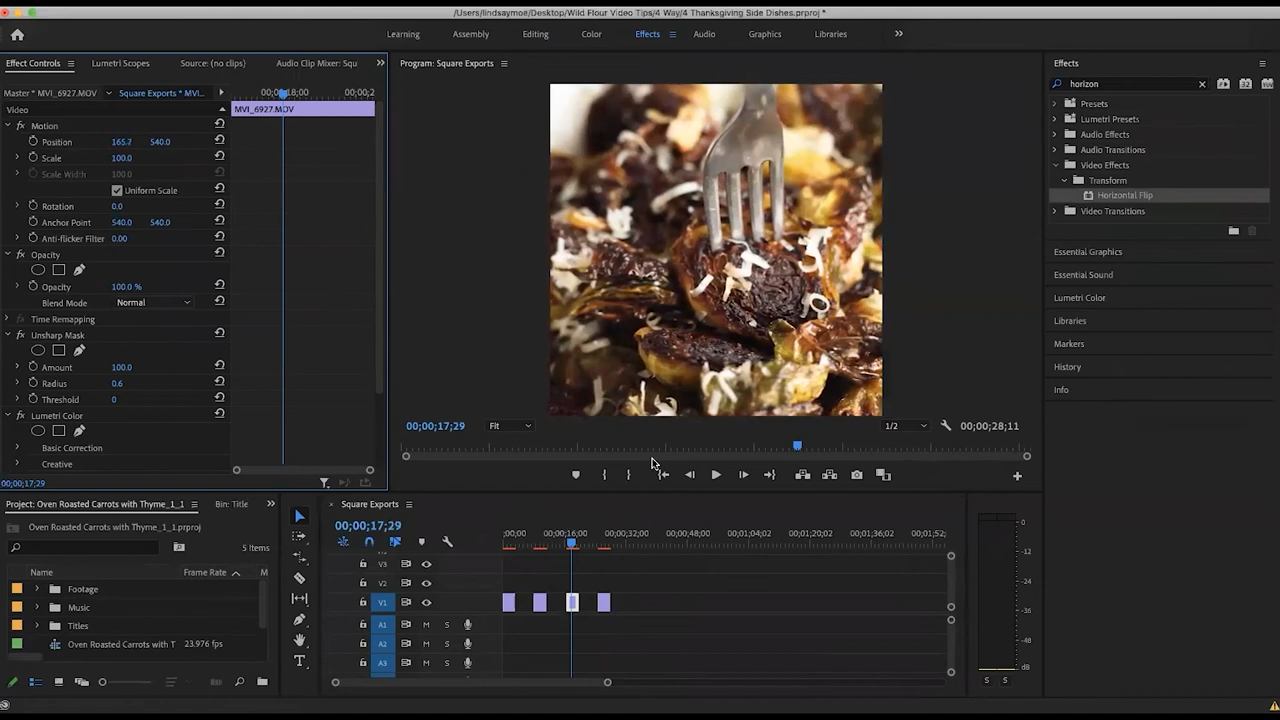 /Users/lindsaymoe/Desktop/Wild Flour Video Tips/4 Way/4 Thanksgiving Side Dishes.prproj *
Learning Assembly Editing Color Effects Audio Graphics Libraries
Effect Controls Lumetri Scopes Source: (no clips) Audio Clip Mixer: Squ
Master * MVI_6927.MOV Square Exports * MVI...
00;00;18;00 00;00;2
Video
MVI_6927.MOV
fx Motion
Position 165.7 540.0
Scale 100.0
Scale Width 100.0
Uniform Scale
Rotation 0.0
Anchor Point 540.0 540.0
Anti-flicker Filter 0.00
fx Opacity
Opacity 100.0 %
Blend Mode Normal
Time Remapping
fx Unsharp Mask
Amount 100.0
Radius 0.6
Threshold 0
fx Lumetri Color
Basic Correction
Creative
00;00;17;29
Program: Square Exports
00;00;17;29 Fit 1/2 00;00;28;11
Effects
horizon
Presets
Lumetri Presets
Audio Effects
Audio Transitions
Video Effects
Transform
Horizontal Flip
Video Transitions
Essential Graphics
Essential Sound
Lumetri Color
Libraries
Markers
History
Info
Project: Oven Roasted Carrots with Thyme_1_1 Bin: Title
Oven Roasted Carrots with Thyme_1_1.prproj
5 Items
Name Frame Rate M
Footage
Music
Titles
Oven Roasted Carrots with T 23.976 fps
Square Exports
00;00;17;29
;00;00 00;00;16;00 00;00;32;00 00;00;48;00 00;01;04;02 00;01;20;02 00;01;36;02 00;01;52;
V3
V2
V1
A1 M S
A2 M S
A3 M S
0
-12
-24
-36
-48
dB
S S